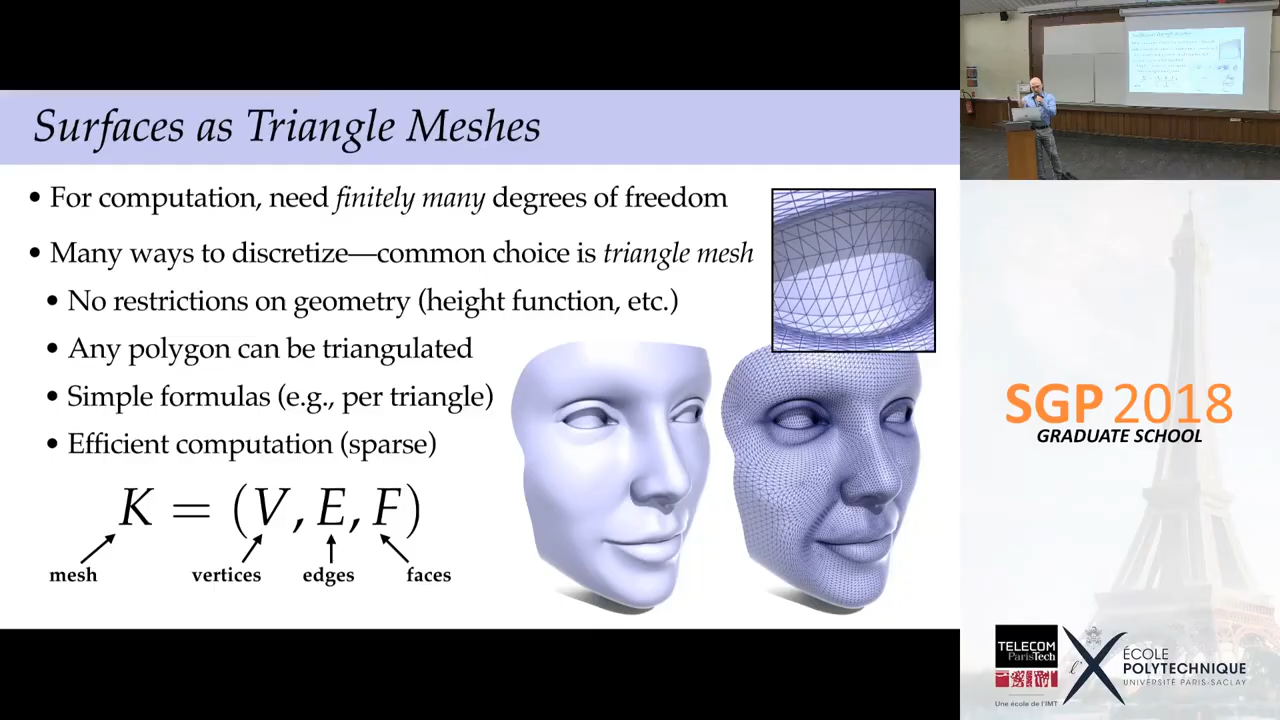 Surfaces as Triangle Meshes
• For computation, need finitely many degrees of freedom
• Many ways to discretize—common choice is triangle mesh
• No restrictions on geometry (height function, etc.)
• Any polygon can be triangulated
• Simple formulas (e.g., per triangle)
• Efficient computation (sparse)
K = (V, E, F)
mesh vertices edges faces
SGP 2018
GRADUATE SCHOOL
TELECOM
ParisTech
Une école de l'IMT
ÉCOLE
POLYTECHNIQUE
UNIVERSITÉ PARIS-SACLAY